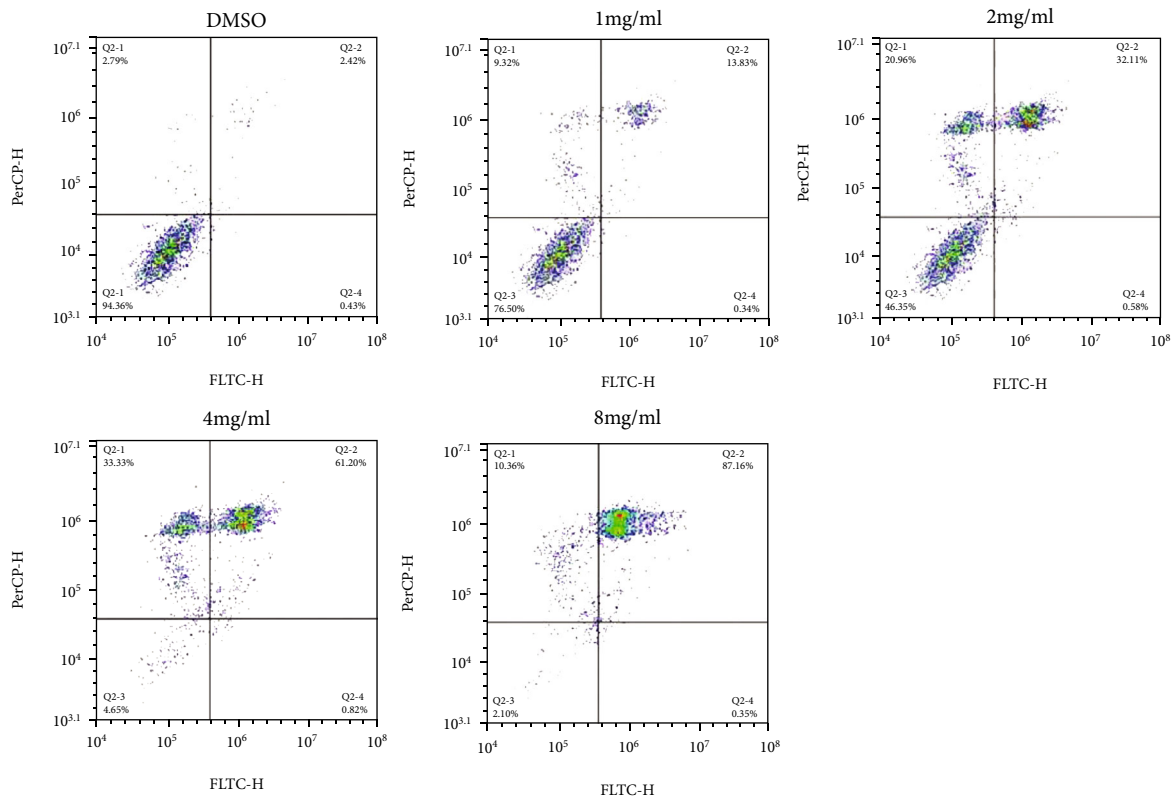 DMSO
Q2-1
2.79%
Q2-2
2.42%
Q2-1
94.36%
Q2-4
0.43%
10^7.1
10^6
10^5
10^4
10^3.1
PerCP-H
10^4 10^5 10^6 10^7 10^8
FLTC-H
1mg/ml
Q2-1
9.32%
Q2-2
13.83%
Q2-3
76.50%
Q2-4
0.34%
10^7.1
10^6
10^5
10^4
10^3.1
PerCP-H
10^4 10^5 10^6 10^7 10^8
FLTC-H
2mg/ml
Q2-1
20.96%
Q2-2
32.11%
Q2-3
46.35%
Q2-4
0.58%
10^7.1
10^6
10^5
10^4
10^3.1
PerCP-H
10^4 10^5 10^6 10^7 10^8
FLTC-H
4mg/ml
Q2-1
33.33%
Q2-2
61.20%
Q2-3
4.65%
Q2-4
0.82%
10^7.1
10^6
10^5
10^4
10^3.1
PerCP-H
10^4 10^5 10^6 10^7 10^8
FLTC-H
8mg/ml
Q2-1
10.36%
Q2-2
87.16%
Q2-3
2.10%
Q2-4
0.35%
10^7.1
10^6
10^5
10^4
10^3.1
PerCP-H
10^4 10^5 10^6 10^7 10^8
FLTC-H